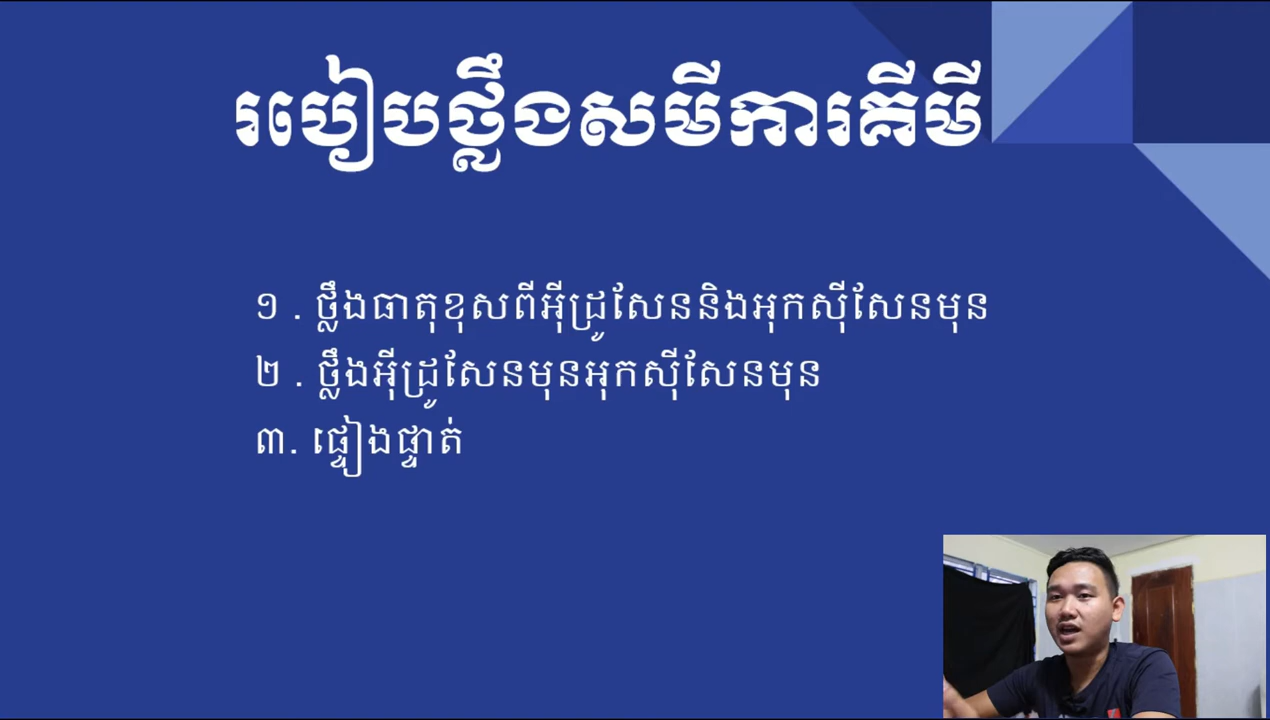 របៀបថ្លឹងសមីការគីមី
១ . ថ្លឹងធាតុខុសពីអ៊ីដ្រូសែននិងអុកស៊ីសែនមុន
២ . ថ្លឹងអ៊ីដ្រូសែនមុនអុកស៊ីសែនមុន
៣. ផ្ទៀងផ្ទាត់